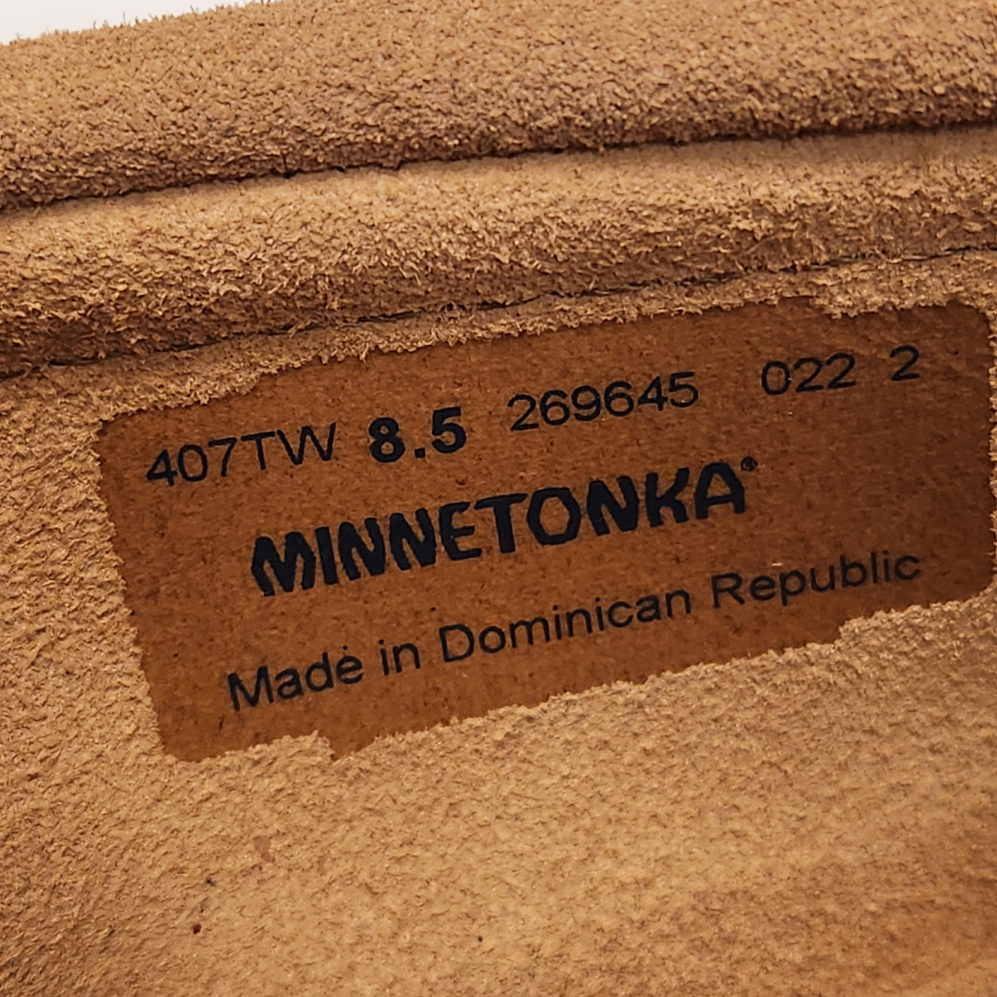 407TW 8.5 269645 022 2
MINNETONKA®
Made in Dominican Republic